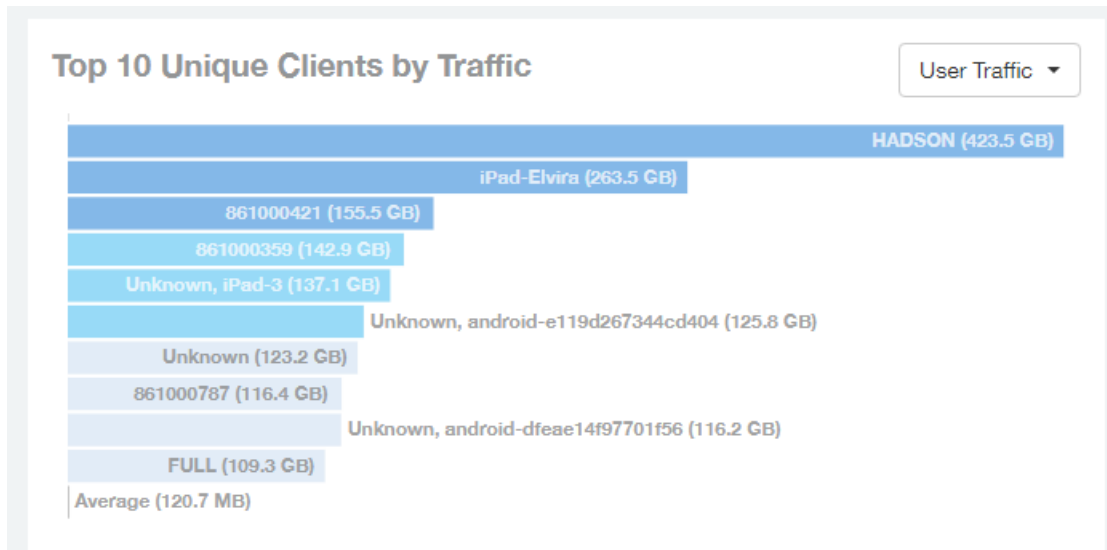 Top 10 Unique Clients by Traffic
User Traffic
HADSON (423.5 GB)
iPad-Elvira (263.5 GB)
861000421 (155.5 GB)
861000359 (142.9 GB)
Unknown, iPad-3 (137.1 GB)
Unknown, android-e119d267344cd404 (125.8 GB)
Unknown (123.2 GB)
861000787 (116.4 GB)
Unknown, android-dfeae14f97701f56 (116.2 GB)
FULL (109.3 GB)
Average (120.7 MB)